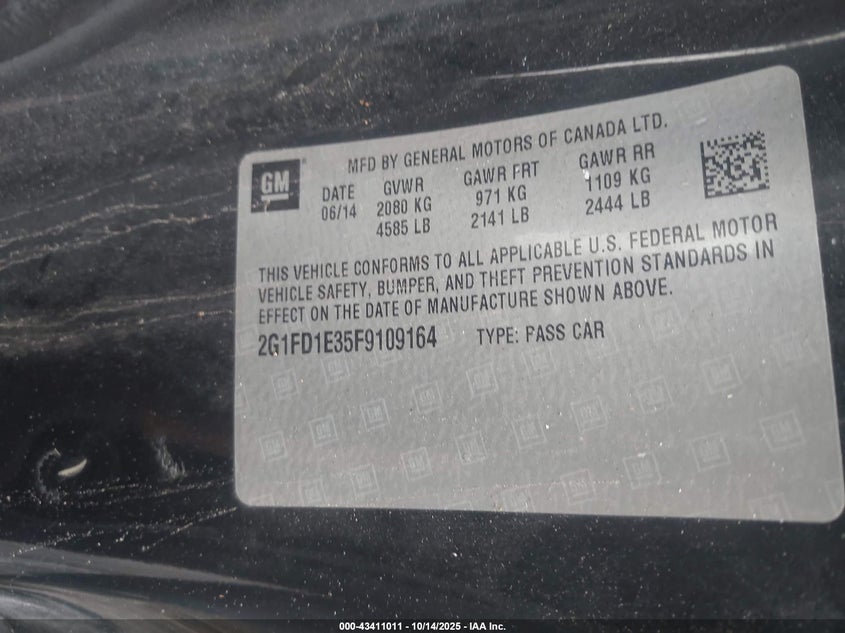 GM
MFD BY GENERAL MOTORS OF CANADA LTD.
DATE GVWR GAWR FRT GAWR RR
06/14 2080 KG 971 KG 1109 KG
4585 LB 2141 LB 2444 LB
THIS VEHICLE CONFORMS TO ALL APPLICABLE U.S. FEDERAL MOTOR
VEHICLE SAFETY, BUMPER, AND THEFT PREVENTION STANDARDS IN
EFFECT ON THE DATE OF MANUFACTURE SHOWN ABOVE.
2G1FD1E35F9109164 TYPE: PASS CAR
000-43411011 - 10/14/2025 - IAA Inc.